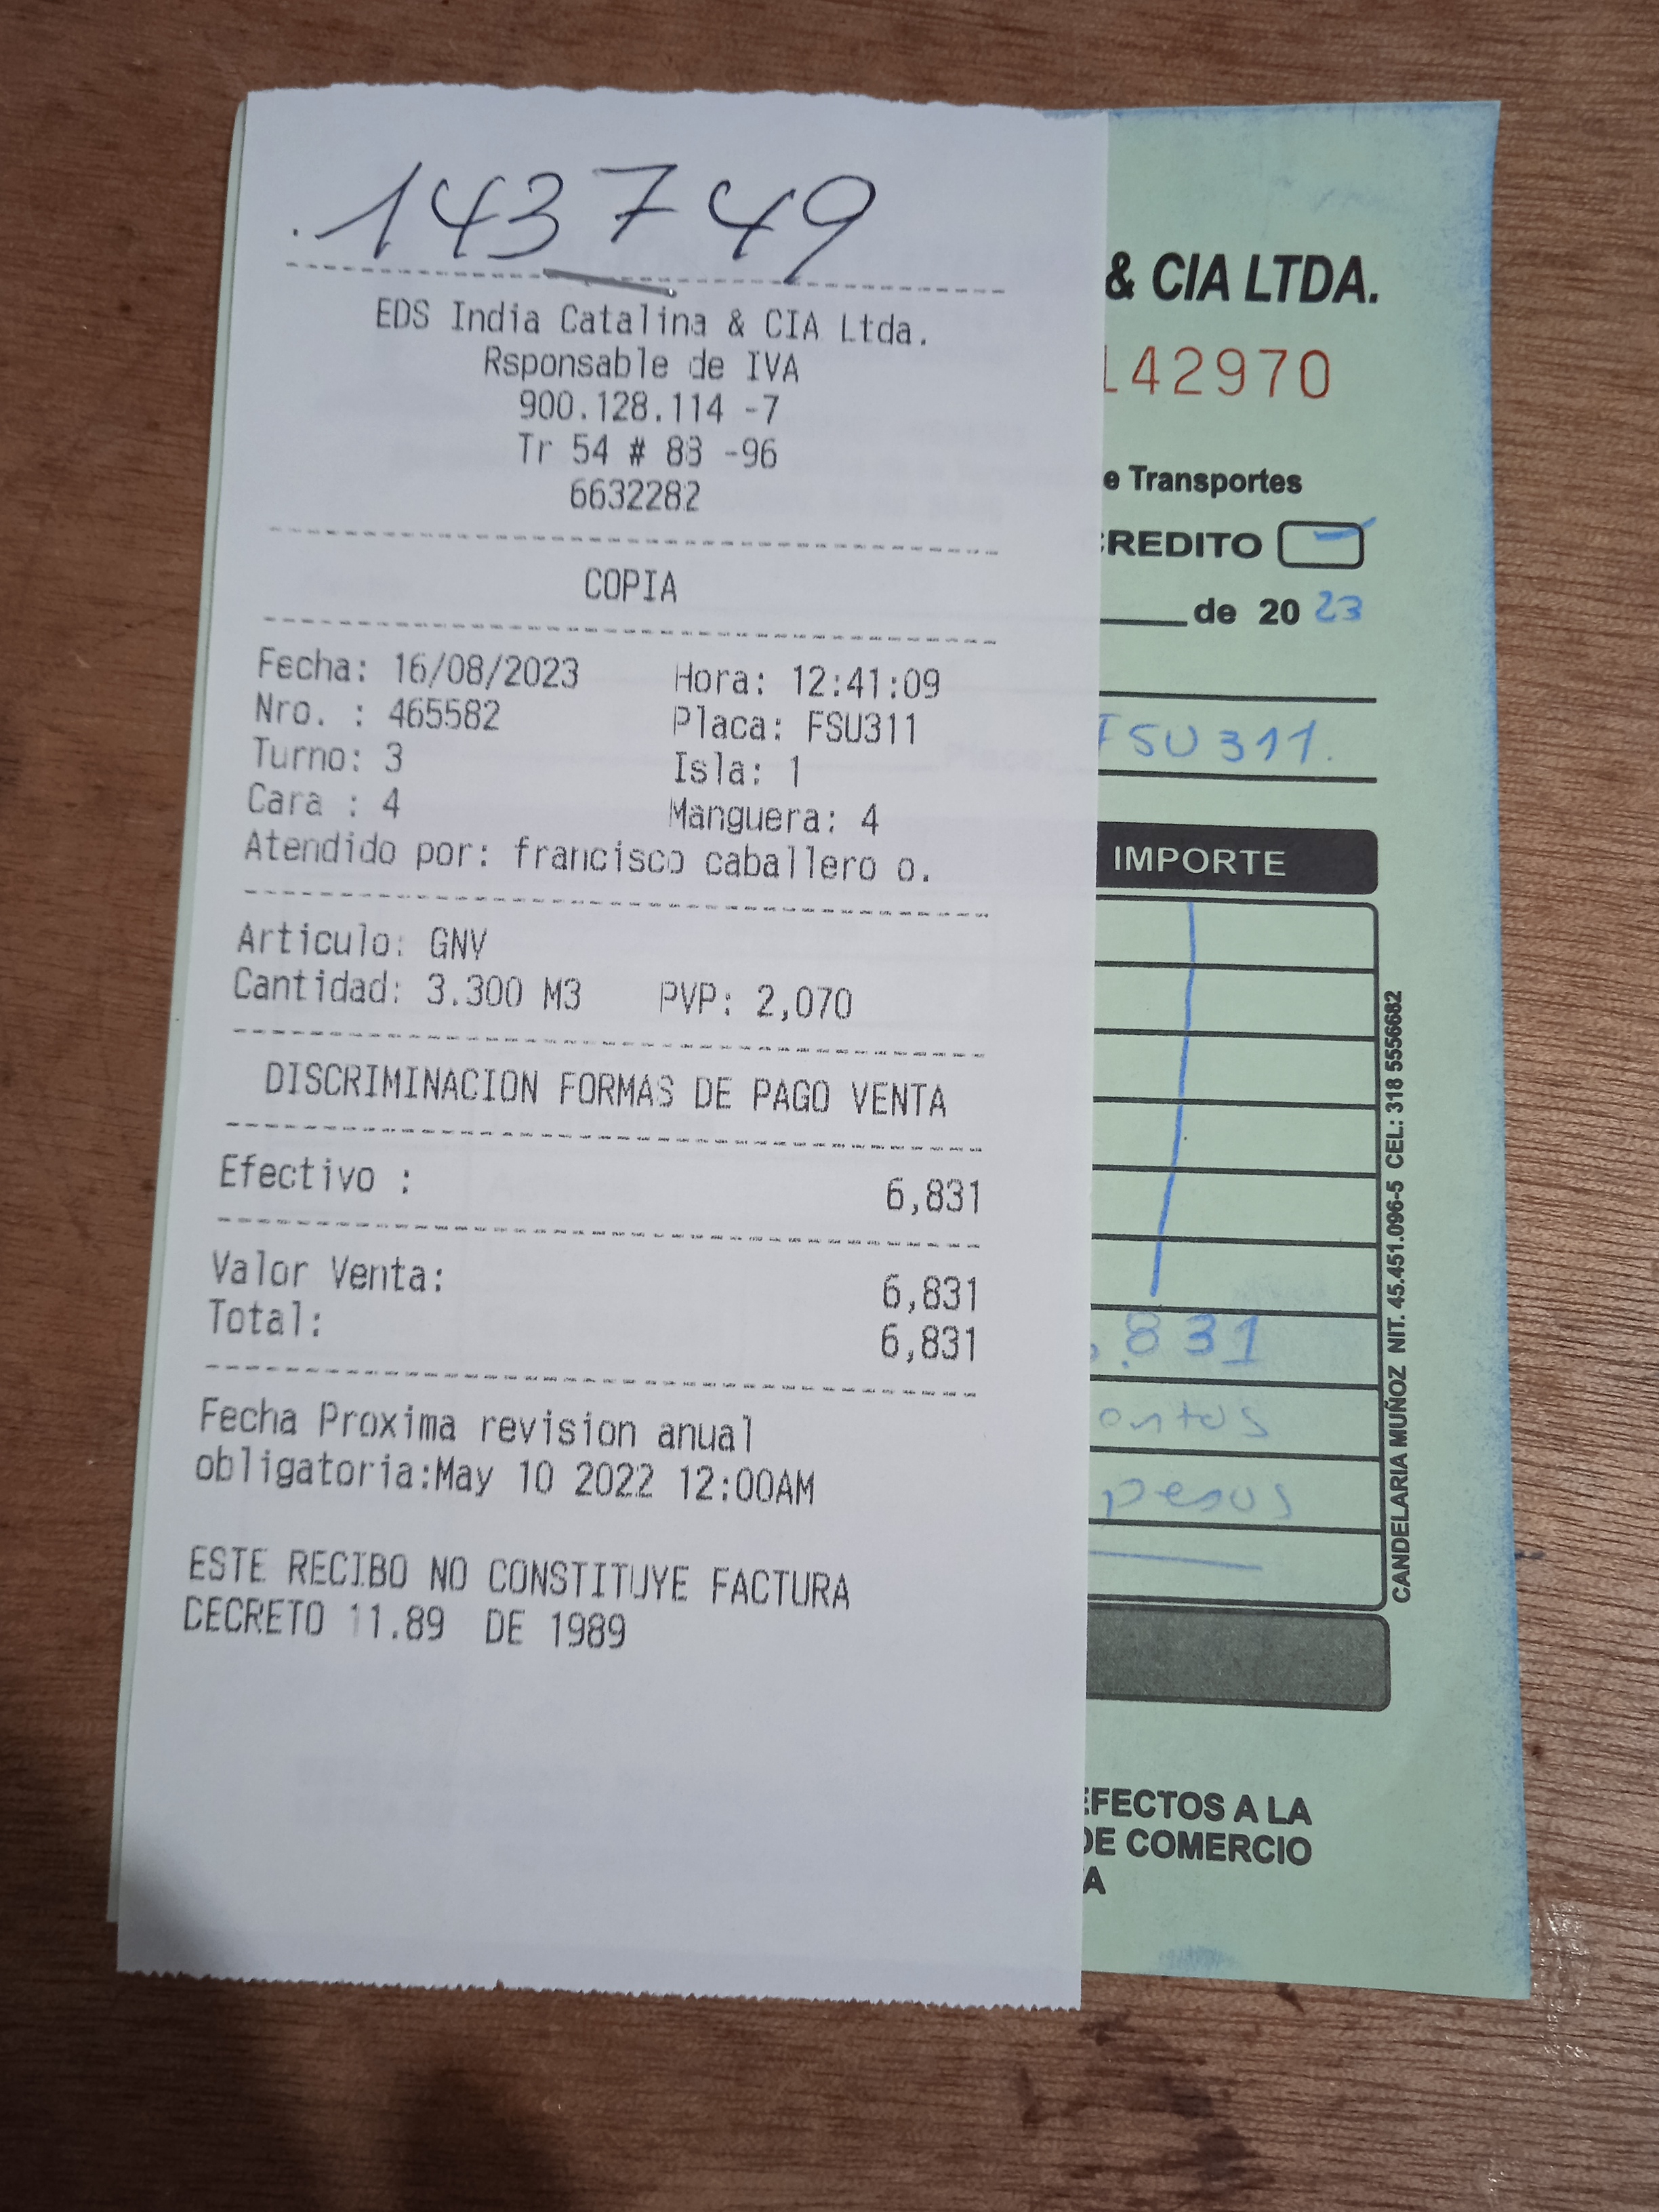 143749
EDS India Catalina & CIA Ltda.
Rsponsable de IVA
900.128.114 -7
Tr 54 # 83 -96
6632282
COPIA
Fecha: 16/08/2023 Hora: 12:41:09
Nro. : 465582 Placa: FSU311
Turno: 3 Isla: 1
Cara : 4 Manguera: 4
Atendido por: francisco caballero o.
Articulo: GNV
Cantidad: 3.300 M3 PVP: 2,070
DISCRIMINACION FORMAS DE PAGO VENTA
Efectivo : 6,831
Valor Venta: 6,831
Total: 6,831
Fecha Proxima revision anual
obligatoria:May 10 2022 12:00AM
ESTE RECIBO NO CONSTITUYE FACTURA
DECRETO 11.89 DE 1989
& CIA LTDA.
142970
e Transportes
REDITO
de 20 23
FSU311.
IMPORTE
831
ontos
pesos
CANDELARIA MUÑOZ NIT. 45.451.096-5 CEL: 318 5556682
EFECTOS A LA
DE COMERCIO
A